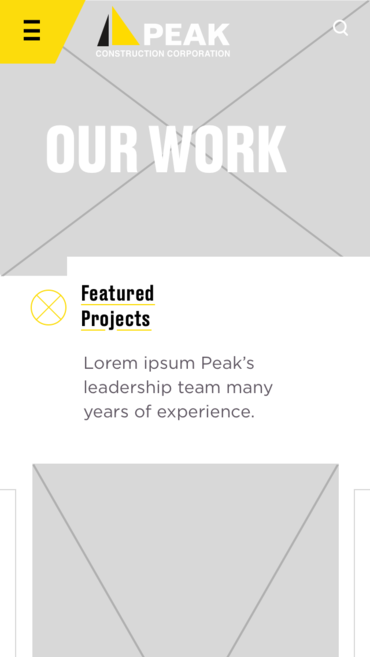 PEAK
CONSTRUCTION CORPORATION
OUR WORK
Featured
Projects
Lorem ipsum Peak’s
leadership team many
years of experience.